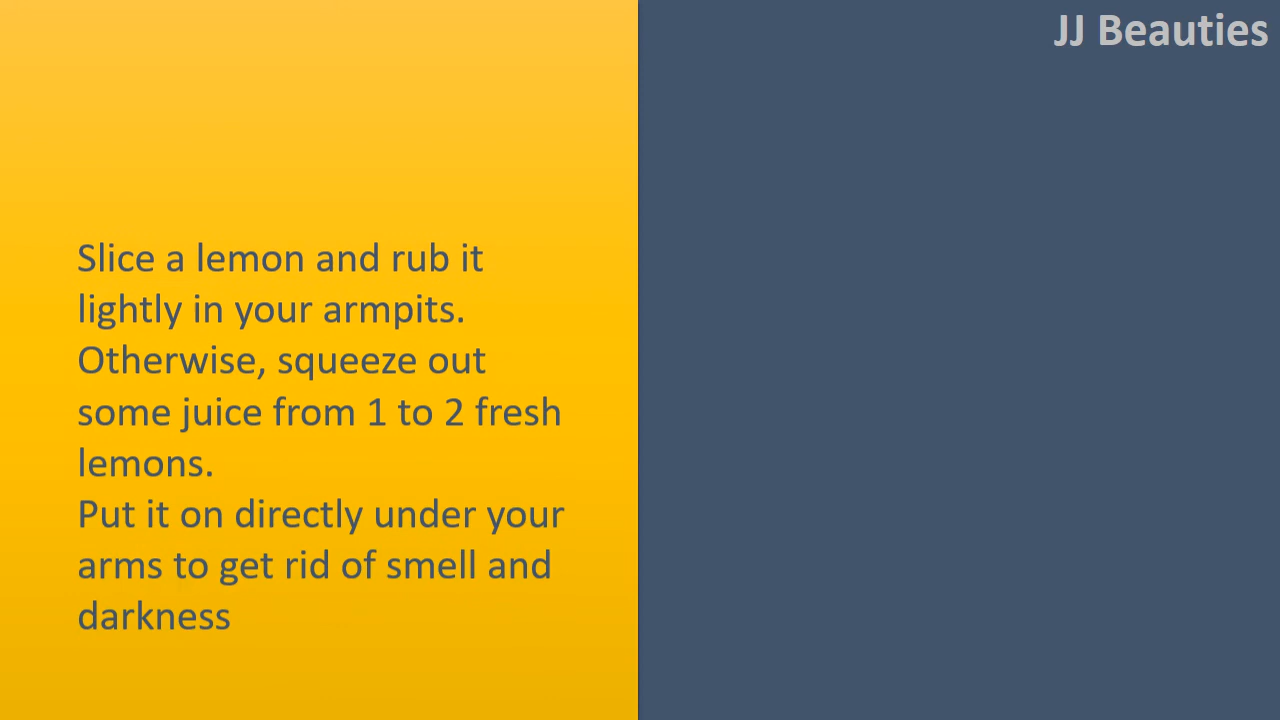 JJ Beauties
Slice a lemon and rub it
lightly in your armpits.
Otherwise, squeeze out
some juice from 1 to 2 fresh
lemons.
Put it on directly under your
arms to get rid of smell and
darkness